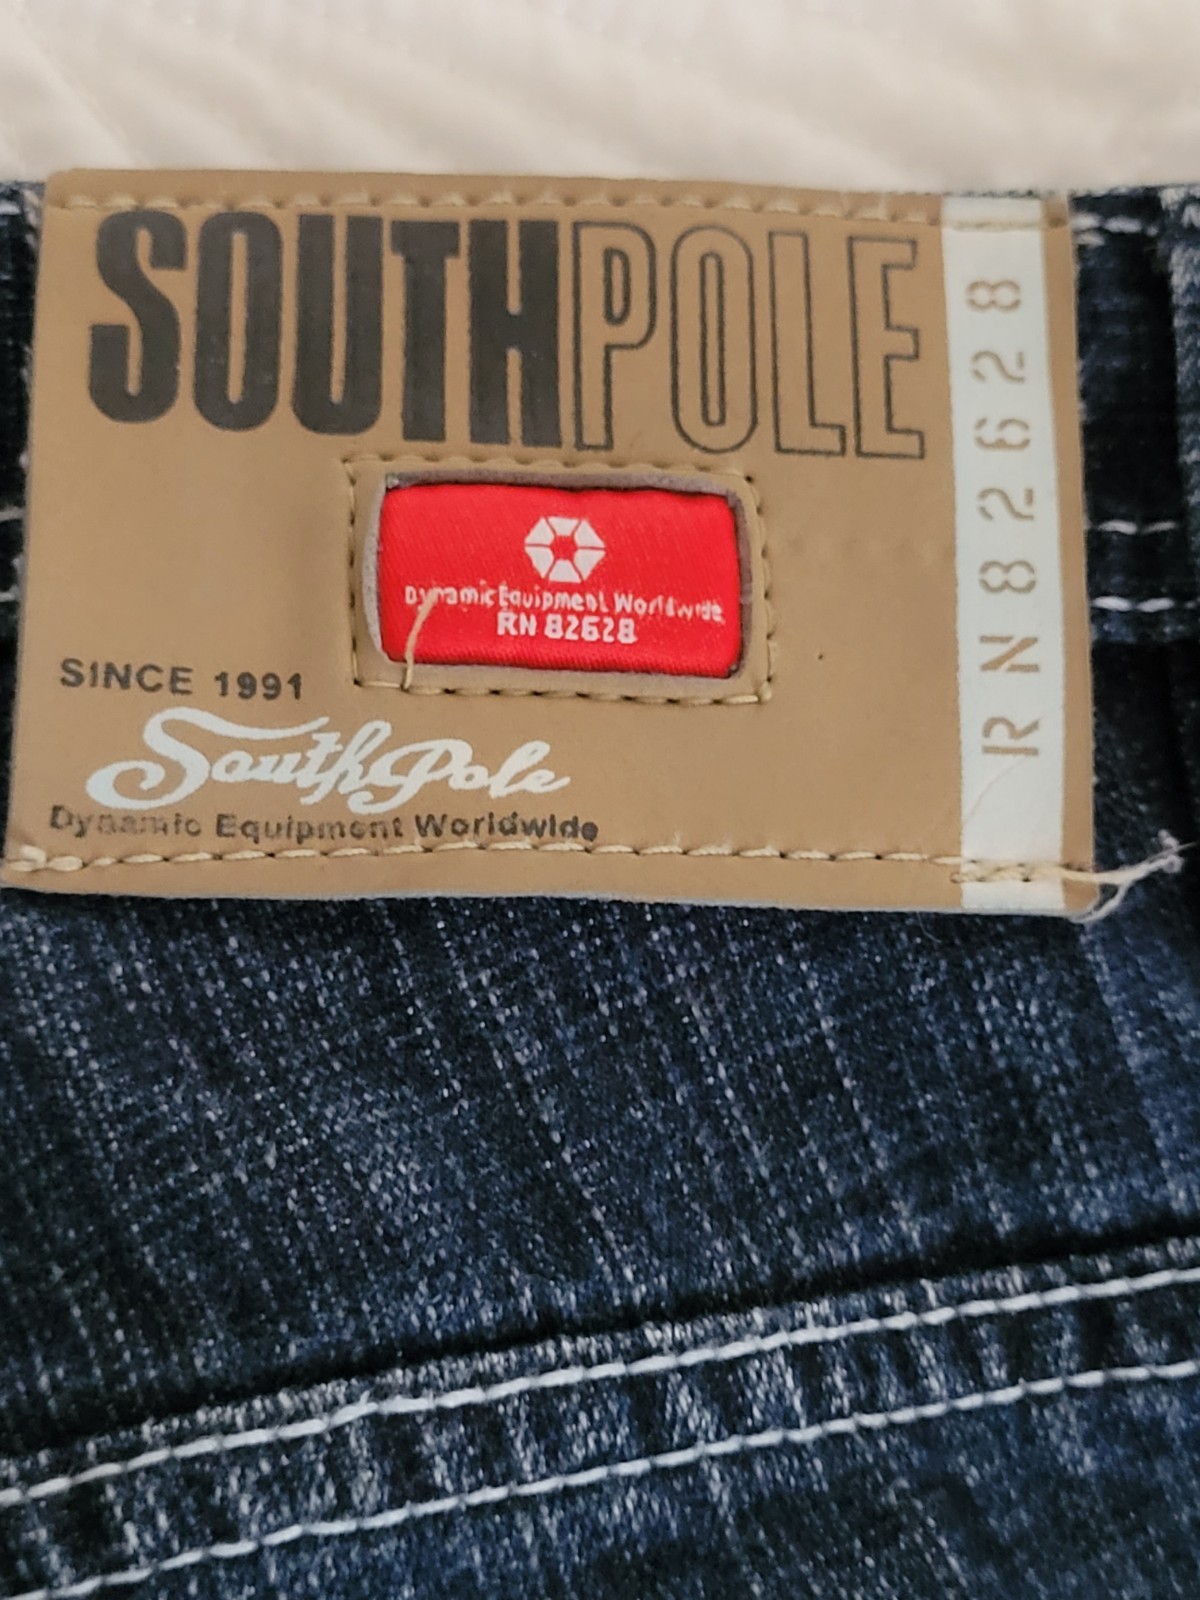 SOUTHPOLE
Dynamic Equipment Worldwide
RN 82628
SINCE 1991
SouthPole
Dynamic Equipment Worldwide
RN82628